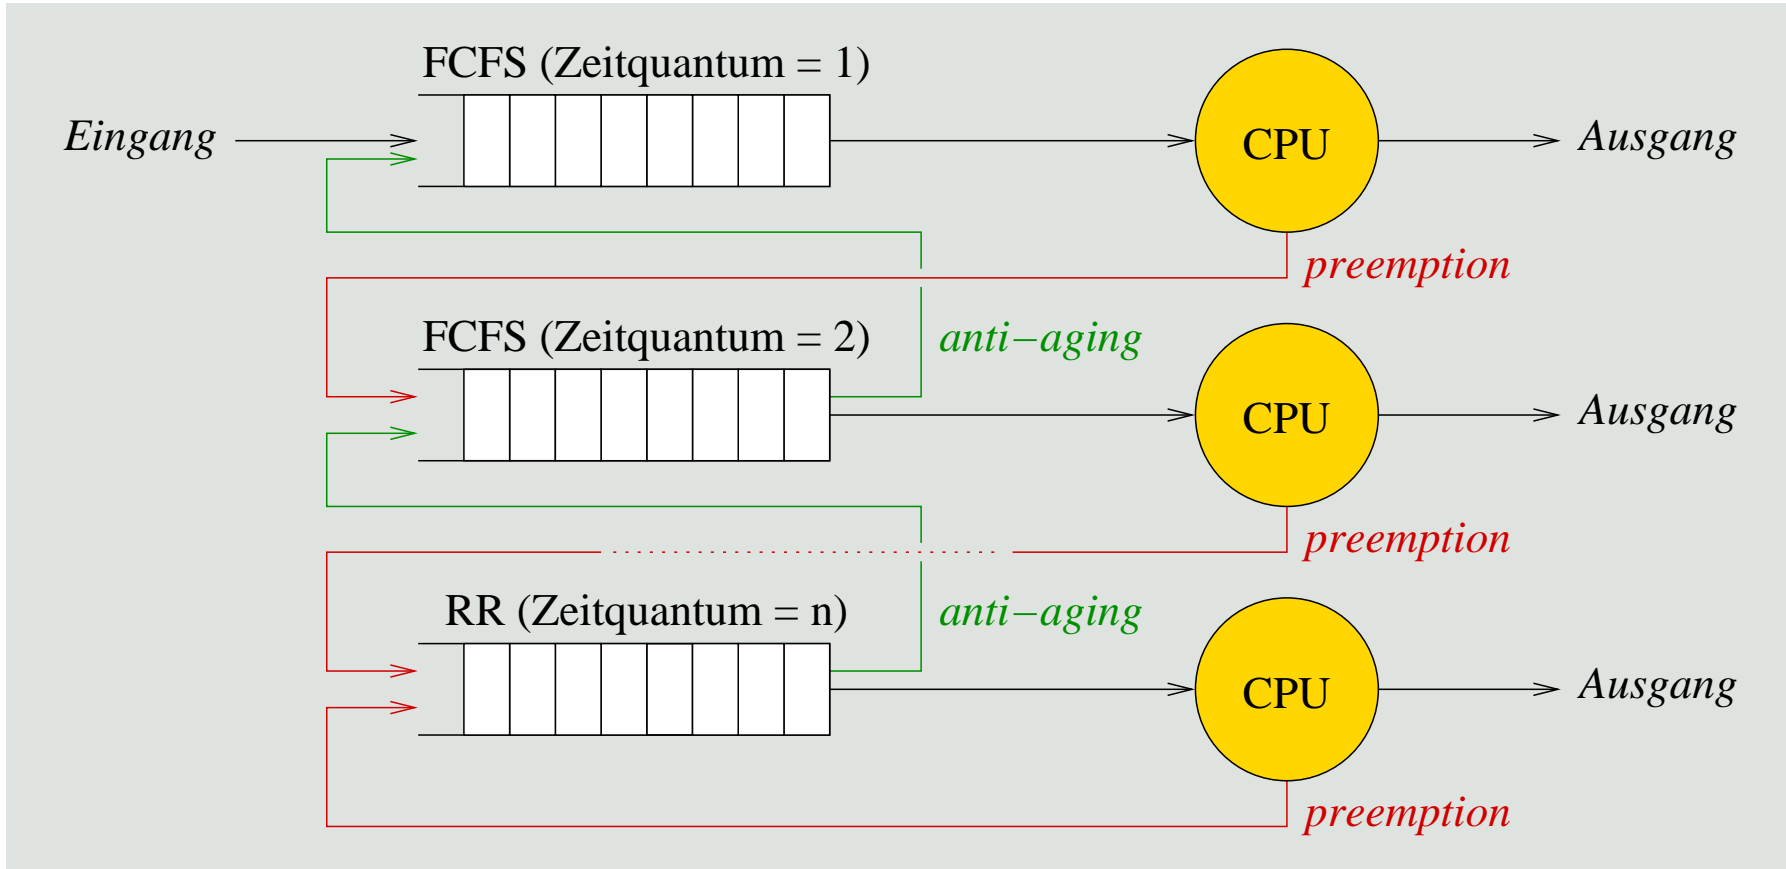 FCFS (Zeitquantum = 1)
Eingang
CPU
Ausgang
preemption
FCFS (Zeitquantum = 2)
anti−aging
CPU
Ausgang
preemption
RR (Zeitquantum = n)
anti−aging
CPU
Ausgang
preemption